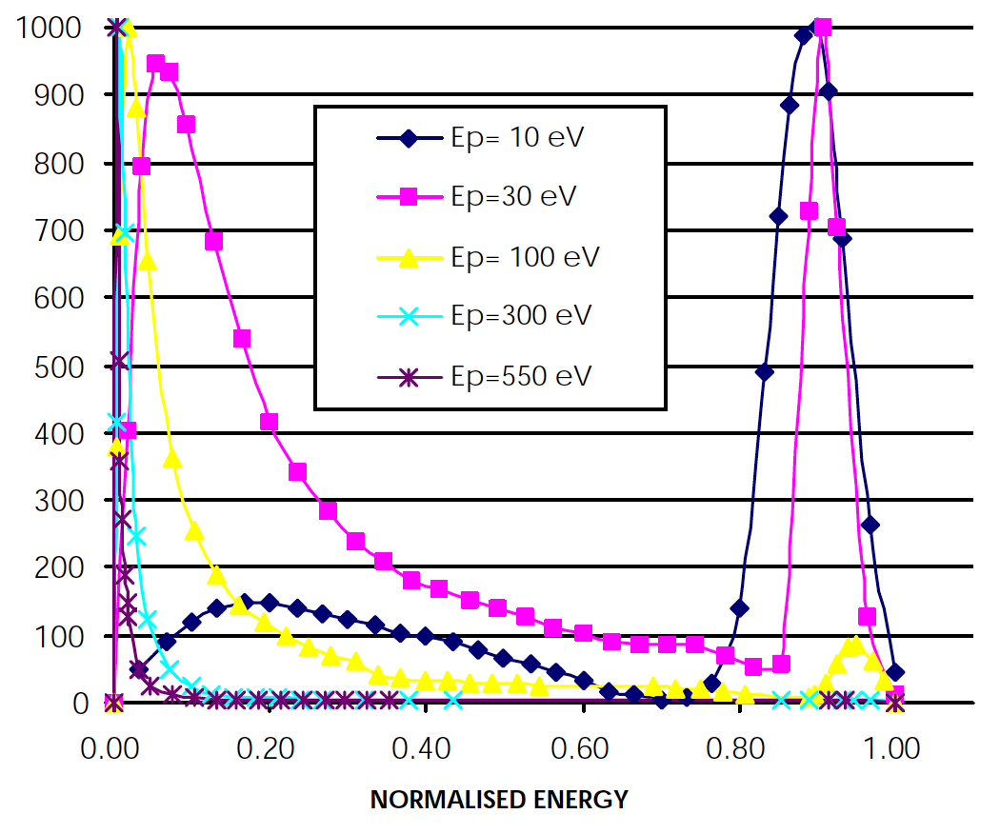 1000
900
800
700
600
500
400
300
200
100
0
Ep= 10 eV
Ep=30 eV
Ep= 100 eV
Ep=300 eV
Ep=550 eV
0.00 0.20 0.40 0.60 0.80 1.00
NORMALISED ENERGY